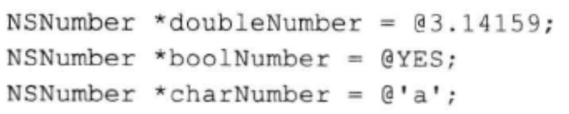 NSNumber *doubleNumber = @3.14159;
NSNumber *boolNumber = @YES;
NSNumber *charNumber = @'a';